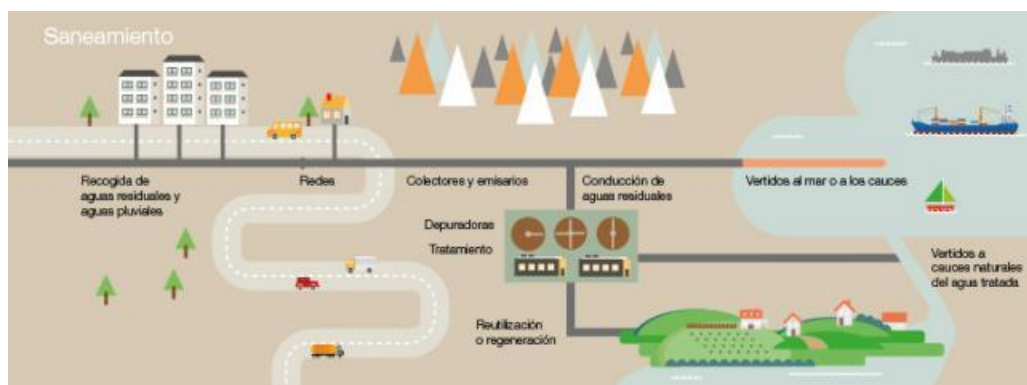 Saneamiento
Recogida de
aguas residuales y
aguas pluviales
Redes
Colectores y emisarios
Conducción de
aguas residuales
Vertidos al mar o a los cauces
Depuradoras
Tratamiento
Vertidos a
cauces naturales
del agua tratada
Reutilización
o regeneración